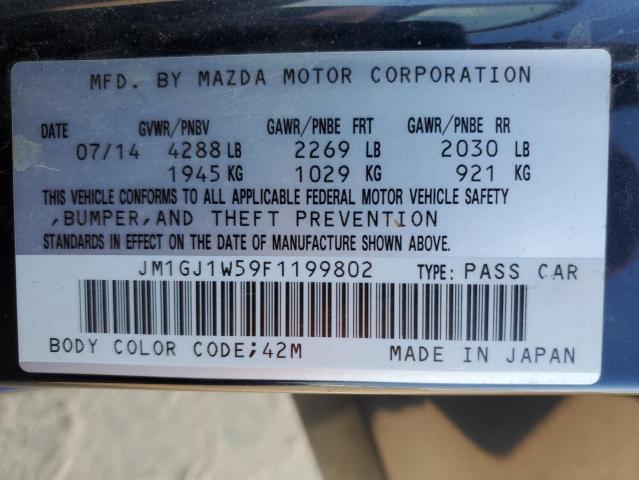 MFD. BY MAZDA MOTOR CORPORATION
DATE GVWR/PNBV GAWR/PNBE FRT GAWR/PNBE RR
07/14 4288 LB 2269 LB 2030 LB
1945 KG 1029 KG 921 KG
THIS VEHICLE CONFORMS TO ALL APPLICABLE FEDERAL MOTOR VEHICLE SAFETY
,BUMPER,AND THEFT PREVENTION
STANDARDS IN EFFECT ON THE DATE OF MANUFACTURE SHOWN ABOVE.
JM1GJ1W59F1199802 TYPE: PASS CAR
BODY COLOR CODE;42M MADE IN JAPAN